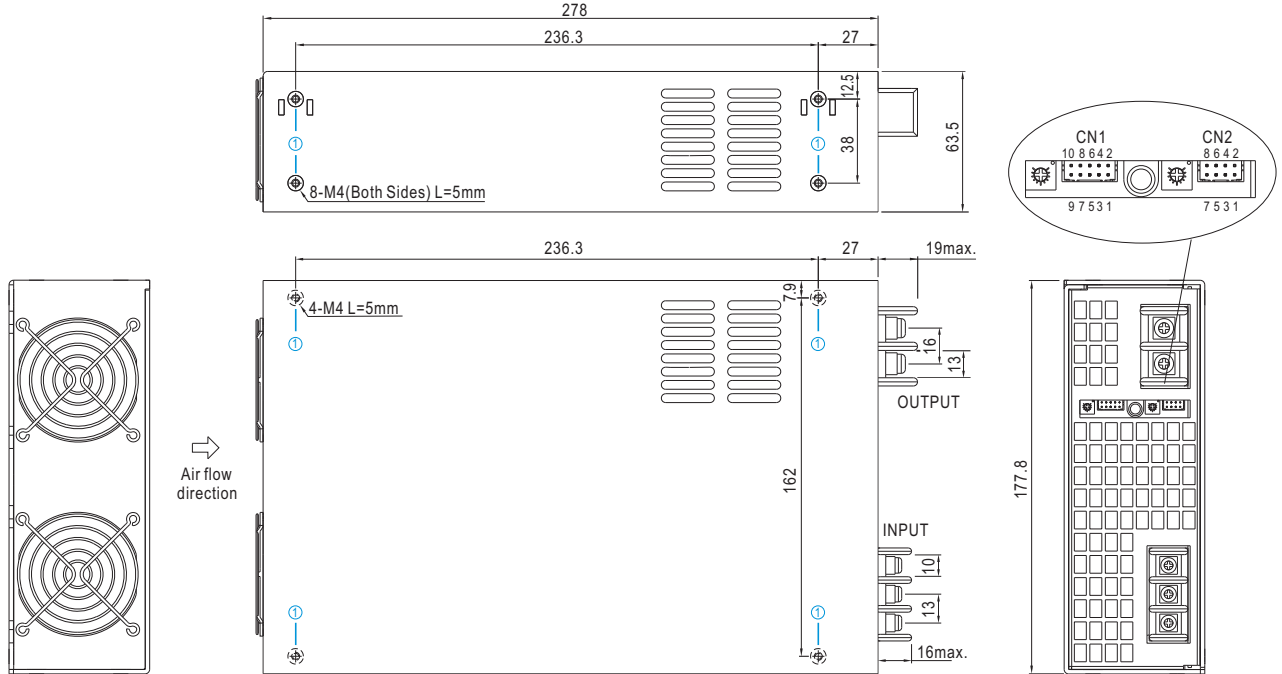 278
236.3
27
12.5
38
63.5
①
①
8-M4(Both Sides) L=5mm
CN1
CN2
10 8 6 4 2
8 6 4 2
9 7 5 3 1
7 5 3 1
236.3
27
19max.
7.9
4-M4 L=5mm
①
①
16
13
OUTPUT
Air flow
direction
162
177.8
INPUT
10
13
①
①
16max.